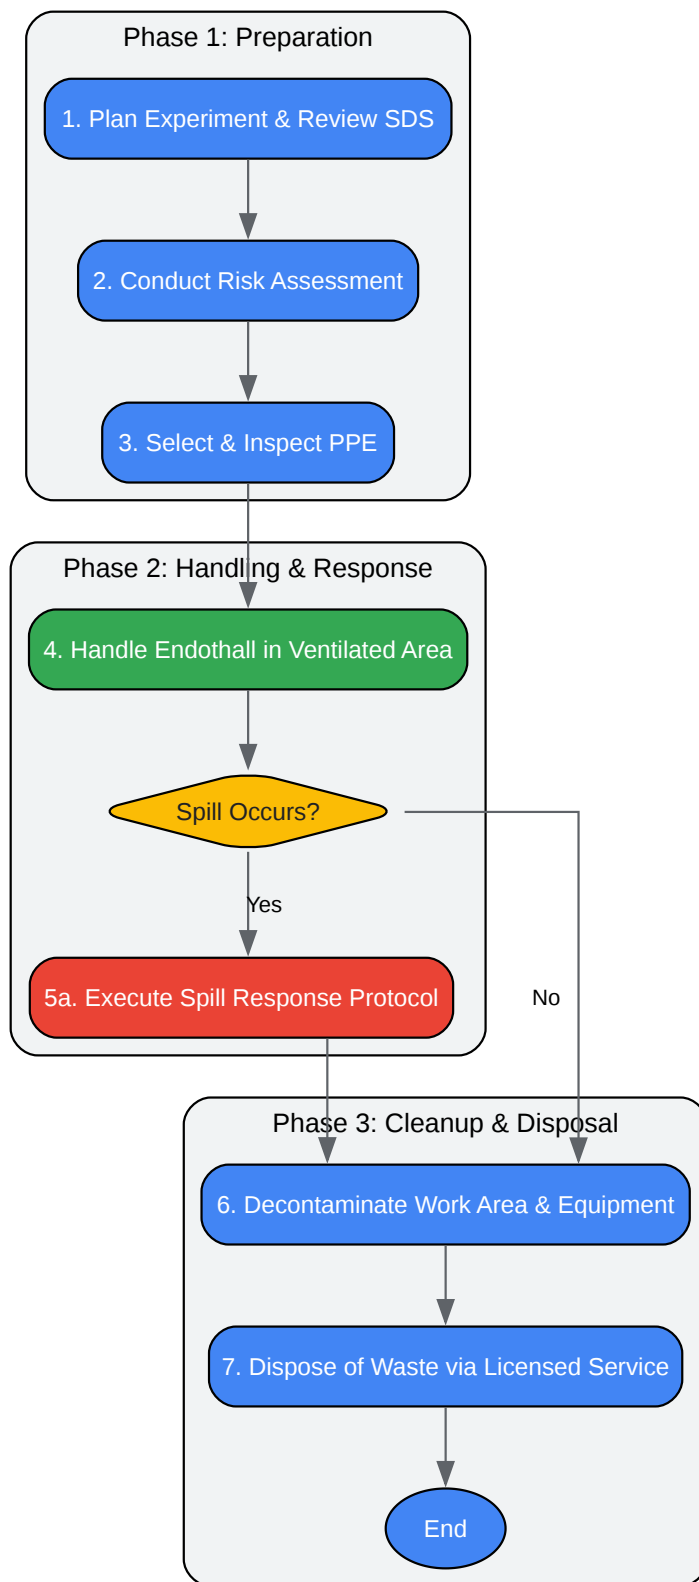 Phase 1: Preparation
1. Plan Experiment & Review SDS
2. Conduct Risk Assessment
3. Select & Inspect PPE
Phase 2: Handling & Response
4. Handle Endothall in Ventilated Area
Spill Occurs?
Yes
5a. Execute Spill Response Protocol
No
Phase 3: Cleanup & Disposal
6. Decontaminate Work Area & Equipment
7. Dispose of Waste via Licensed Service
End